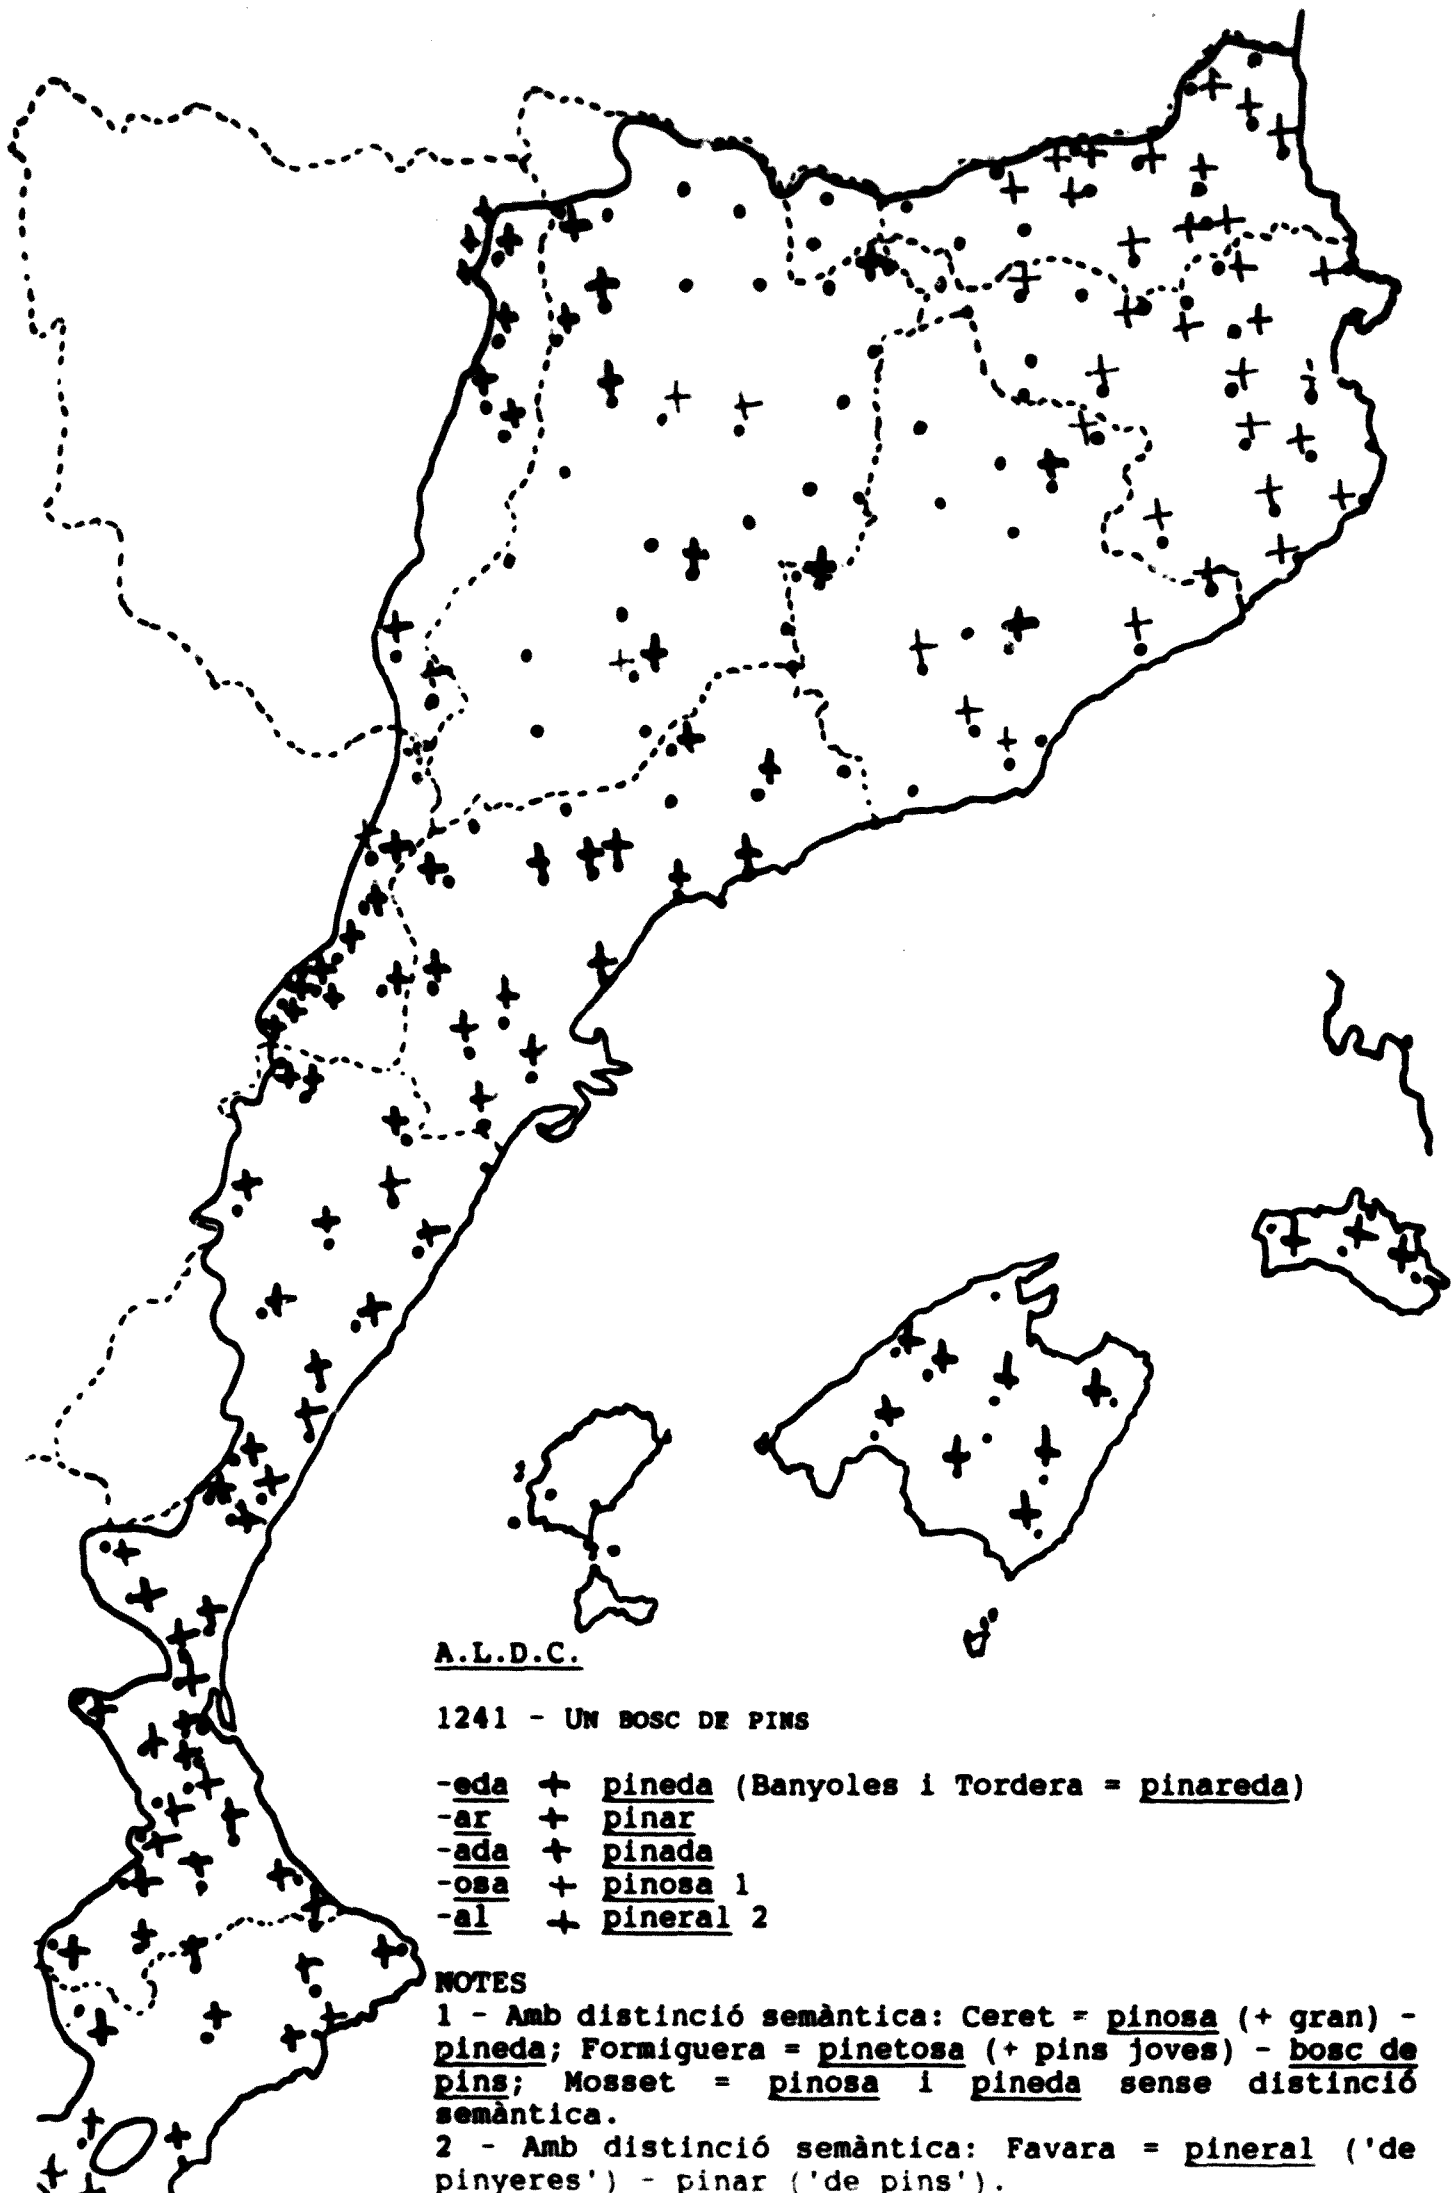 A.L.D.C.
1241 - UN BOSC DE PINS
-eda + pineda (Banyoles i Tordera = pinareda)
-ar + pinar
-ada + pinada
-osa + pinosa 1
-al + pineral 2
NOTES
1 - Amb distinció semàntica: Ceret = pinosa (+ gran) -
pineda; Formiguera = pinetosa (+ pins joves) - bosc de
pins; Mosset = pinosa i pineda sense distinció
semàntica.
2 - Amb distinció semàntica: Favara = pineral ('de
pinyeres') - pinar ('de pins').